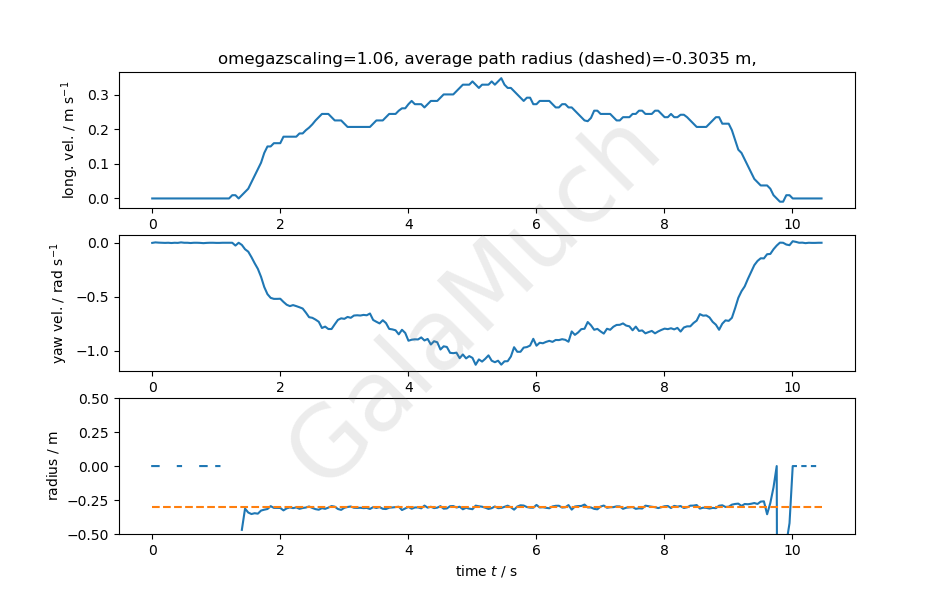 omegazscaling=1.06, average path radius (dashed)=-0.3035 m,
long. vel. / m s⁻¹
0.3
0.2
0.1
0.0
0 2 4 6 8 10
yaw vel. / rad s⁻¹
0.0
−0.5
−1.0
0 2 4 6 8 10
radius / m
0.50
0.25
0.00
−0.25
−0.50
0 2 4 6 8 10
time t / s
GalaMuch